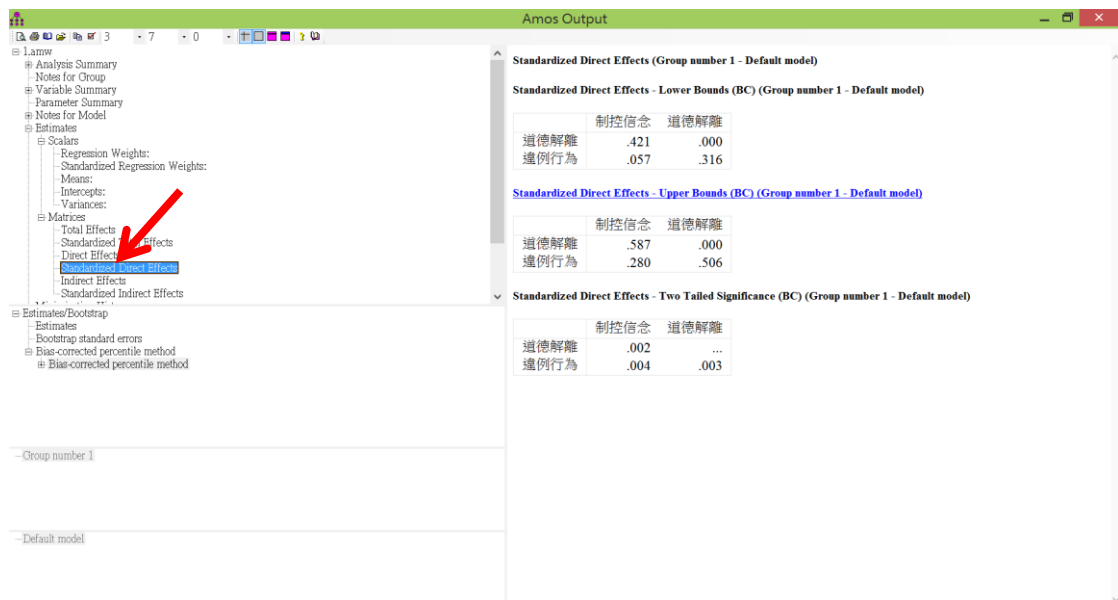 Amos Output
3 7 0
1.amw
Analysis Summary
Notes for Group
Variable Summary
Parameter Summary
Notes for Model
Estimates
Scalars
Regression Weights:
Standardized Regression Weights:
Means:
Intercepts:
Variances:
Matrices
Total Effects
Standardized Effects
Direct Effects
Standardized Direct Effects
Indirect Effects
Standardized Indirect Effects
Estimates/Bootstrap
Estimates
Bootstrap standard errors
Bias-corrected percentile method
Bias-corrected percentile method
Group number 1
Default model
Standardized Direct Effects (Group number 1 - Default model)
Standardized Direct Effects - Lower Bounds (BC) (Group number 1 - Default model)
制控信念 道德解離
道德解離 .421 .000
違例行為 .057 .316
Standardized Direct Effects - Upper Bounds (BC) (Group number 1 - Default model)
制控信念 道德解離
道德解離 .587 .000
違例行為 .280 .506
Standardized Direct Effects - Two Tailed Significance (BC) (Group number 1 - Default model)
制控信念 道德解離
道德解離 .002 ...
違例行為 .004 .003